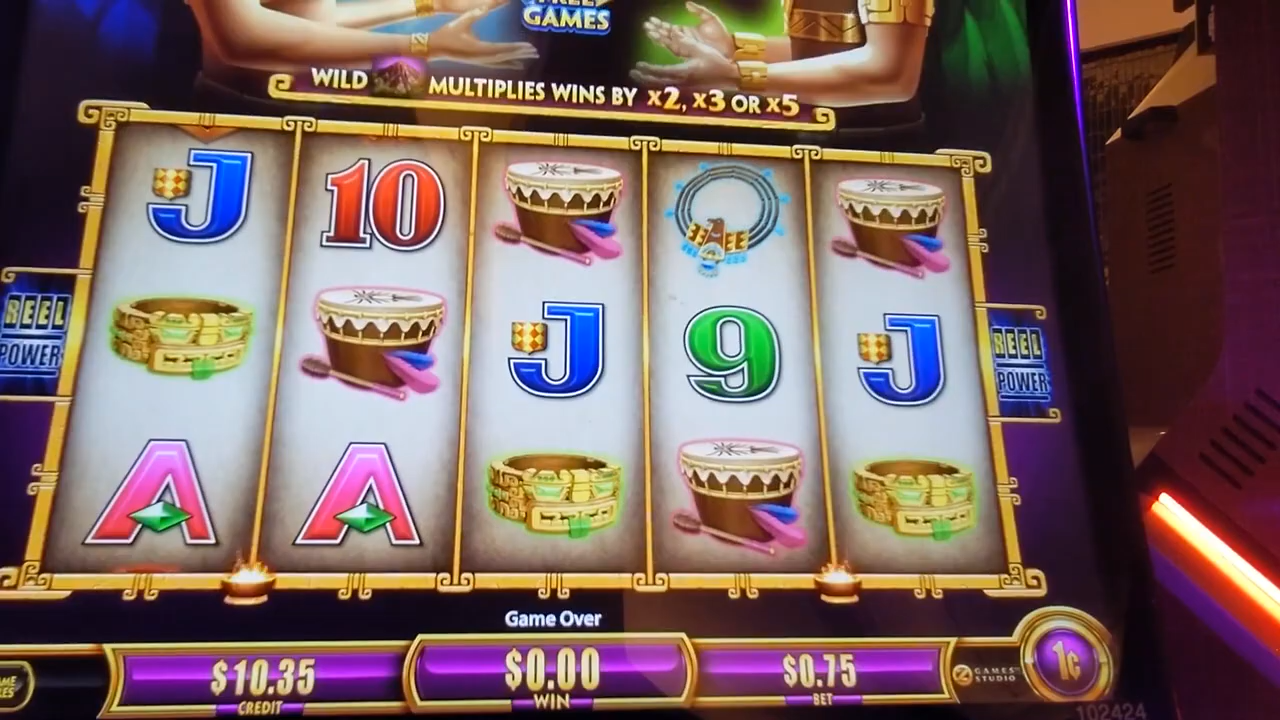 FREE
GAMES
WILD MULTIPLIES WINS BY x2, x3 OR x5
J 10
REEL POWER
9
J J
REEL POWER
A A
Game Over
$10.35 $0.00 $0.75
CREDIT WIN BET
GAMES STUDIO
1¢
102424